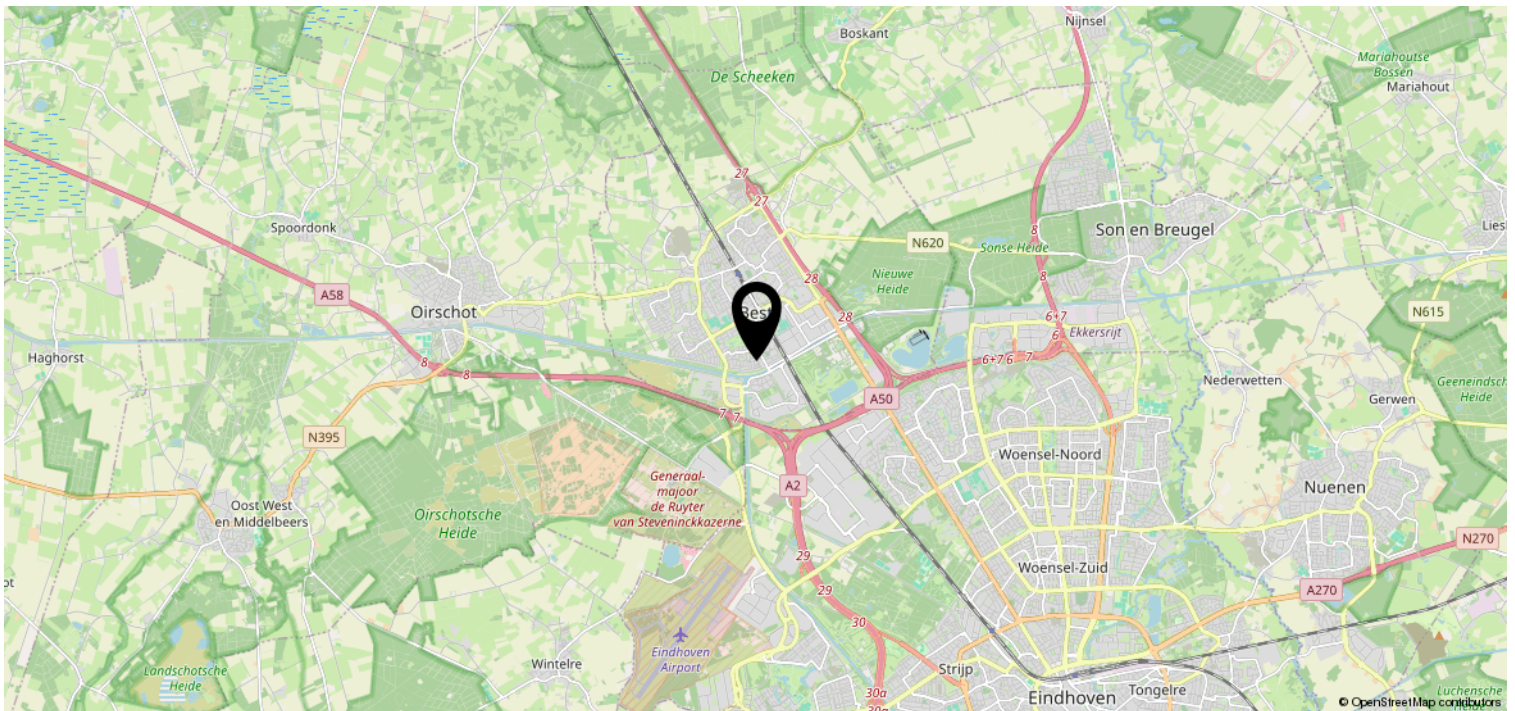 Nijnsel
Boskant
De Scheeken
Mariahoutse
Bossen
Mariahout
27
27
Spoordonk
Son en Breugel
Lies
8
N620
Sonse Heide
28
Nieuwe
Heide
8
A58
Oirschot
Best
28
6+7
6
Ekkersrijt
N615
Haghorst
8
8
6+7
6
7
Nederwetten
Geeneindsch
Heide
Gerwen
A50
7
7
N395
Woensel-Noord
Generaal-
majoor
de Ruyter
van Steveninckkazerne
A2
Nuenen
Oost West
en Middelbeers
Oirschotsche
Heide
N270
29
Woensel-Zuid
29
A270
30
Eindhoven
Airport
Landschotsche
Heide
Wintelre
Strijp
Tongelre
Eindhoven
30a
Luchensche
© OpenStreetMap contributors